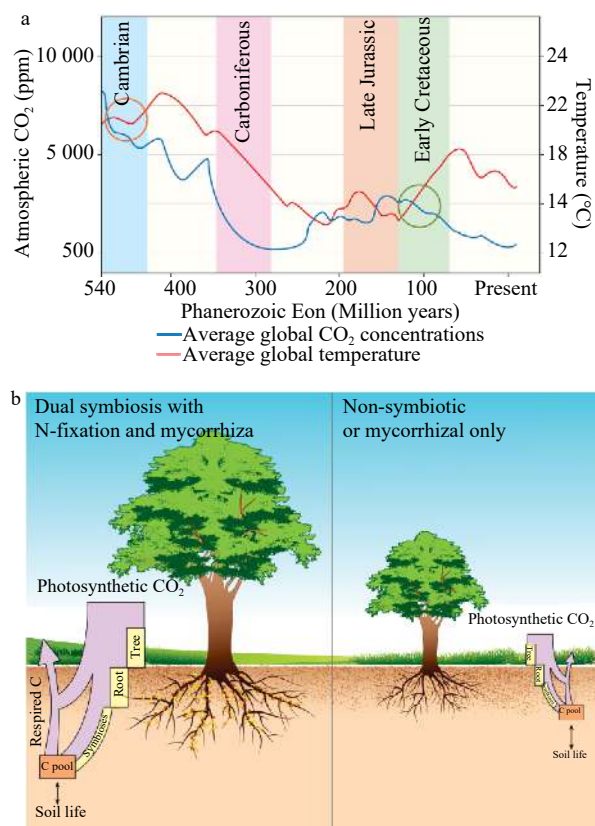 a
Atmospheric CO₂ (ppm)
10 000
5 000
500
Cambrian
Carboniferous
Late Jurassic
Early Cretaceous
24
22
18
14
12
Temperature (°C)
540
400
300
200
100
Present
Phanerozoic Eon (Million years)
Average global CO₂ concentrations
Average global temperature
b
Dual symbiosis with
N-fixation and mycorrhiza
Non-symbiotic
or mycorrhizal only
Photosynthetic CO₂
Tree
Root
Symbioses
Respired C
C pool
Soil life
Photosynthetic CO₂
Tree
Root
C pool
Soil life